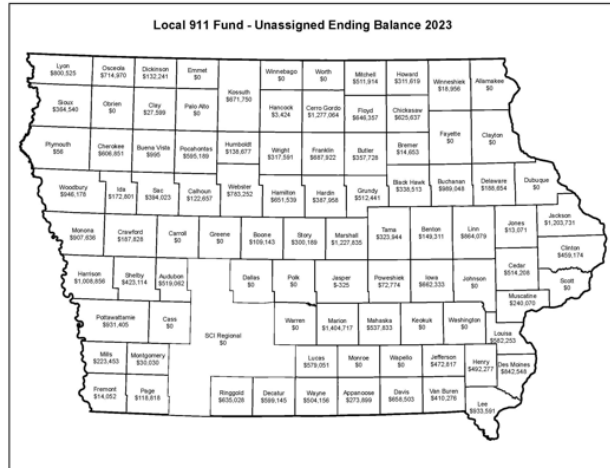 Local 911 Fund - Unassigned Ending Balance 2023
Lyon
$800,525
Osceola
$714,970
Dickinson
$132,241
Emmet
$0
Kossuth
$671,750
Winnebago
$0
Worth
$0
Mitchell
$511,914
Howard
$311,619
Winneshiek
$18,956
Allamakee
$0
Sioux
$364,540
Obrien
$0
Clay
$27,599
Palo Alto
$0
Hancock
$3,424
Cerro Gordo
$1,277,064
Floyd
$646,357
Chickasaw
$625,637
Fayette
$0
Clayton
$0
Plymouth
$56
Cherokee
$606,851
Buena Vista
$995
Pocahontas
$585,189
Humboldt
$138,677
Wright
$317,591
Franklin
$687,922
Butler
$357,728
Bremer
$14,653
Woodbury
$946,178
Ida
$172,801
Sac
$394,023
Calhoun
$122,657
Webster
$783,252
Hamilton
$651,539
Hardin
$387,958
Grundy
$512,441
Black Hawk
$338,513
Buchanan
$989,048
Delaware
$188,654
Dubuque
$0
Monona
$907,836
Crawford
$187,828
Carroll
$0
Greene
$0
Boone
$109,143
Story
$300,189
Marshall
$1,227,835
Tama
$323,944
Benton
$149,311
Linn
$864,079
Jones
$13,071
Jackson
$1,203,731
Clinton
$459,174
Harrison
$1,008,856
Shelby
$423,114
Audubon
$519,062
Dallas
$0
Polk
$0
Jasper
$-325
Poweshiek
$72,774
Iowa
$662,333
Johnson
$0
Cedar
$514,208
Scott
$0
Muscatine
$240,070
Pottawattamie
$931,405
Cass
$0
SCI Regional
$0
Warren
$0
Marion
$1,404,717
Mahaska
$537,833
Keokuk
$0
Washington
$0
Louisa
$582,253
Mills
$223,453
Montgomery
$30,030
Lucas
$579,051
Monroe
$0
Wapello
$0
Jefferson
$472,817
Henry
$492,277
Des Moines
$842,548
Fremont
$14,052
Page
$118,818
Ringgold
$635,028
Decatur
$589,145
Wayne
$504,156
Appanoose
$273,899
Davis
$658,503
Van Buren
$410,278
Lee
$933,591